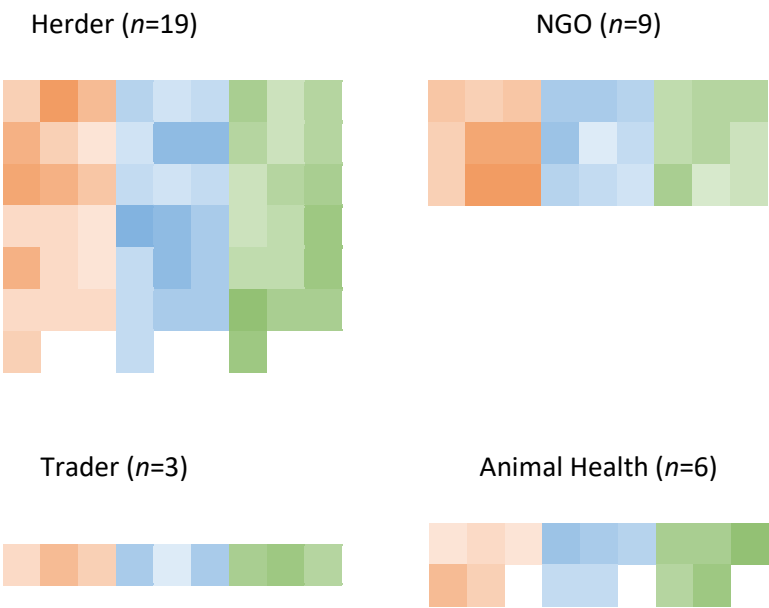 Herder (n=19)
NGO (n=9)
Trader (n=3)
Animal Health (n=6)